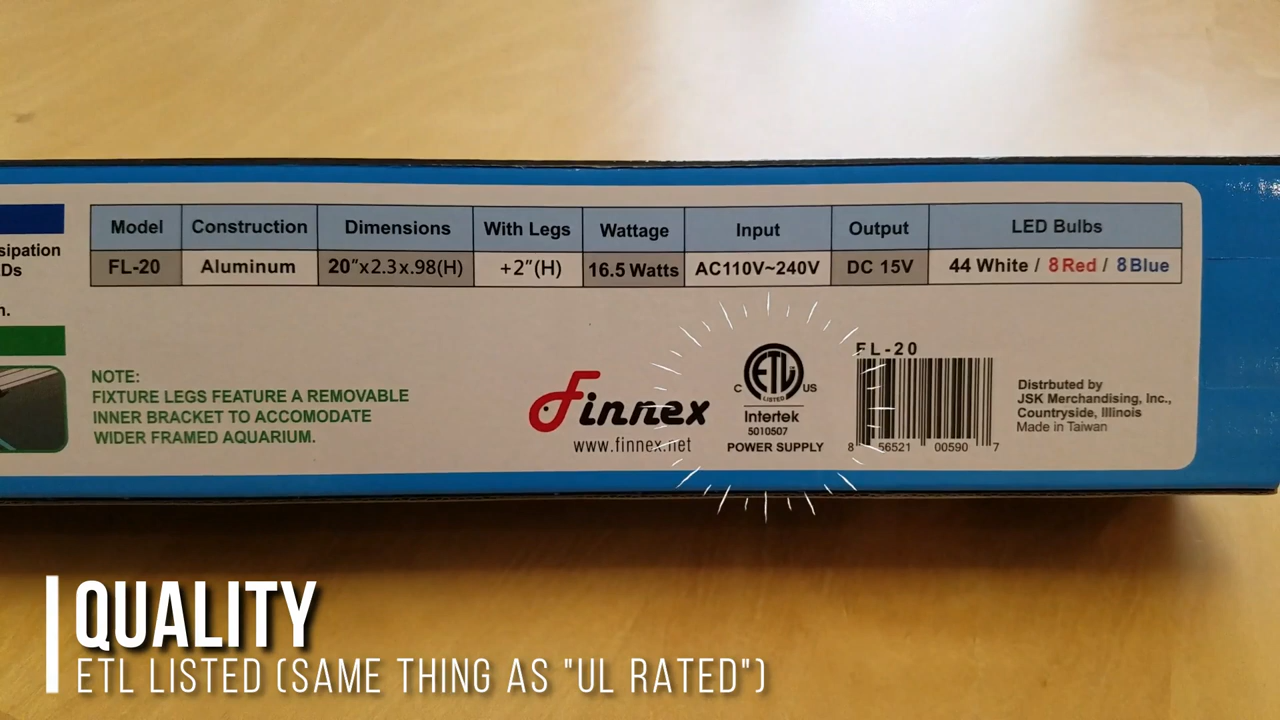 sipation
Ds
n.
Model Construction Dimensions With Legs Wattage Input Output LED Bulbs
FL-20 Aluminum 20"x2.3x.98(H) +2"(H) 16.5 Watts AC110V~240V DC 15V 44 White / 8 Red / 8 Blue
NOTE:
FIXTURE LEGS FEATURE A REMOVABLE
INNER BRACKET TO ACCOMODATE
WIDER FRAMED AQUARIUM.
Finnex
www.finnex.net
C ETL US
LISTED
Intertek
5010507
POWER SUPPLY
FL-20
8 56521 00590 7
Distrbuted by
JSK Merchandising, Inc.,
Countryside, Illinois
Made in Taiwan
QUALITY
ETL LISTED (SAME THING AS "UL RATED")